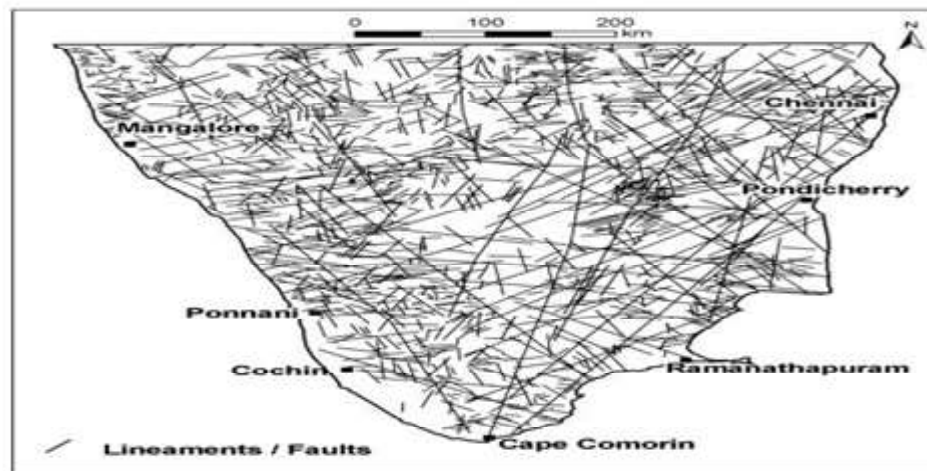 0 100 200
km
N
Chennai
Mangalore
Pondicherry
Ponnani
Cochin
Ramanathapuram
Lineaments / Faults
Cape Comorin